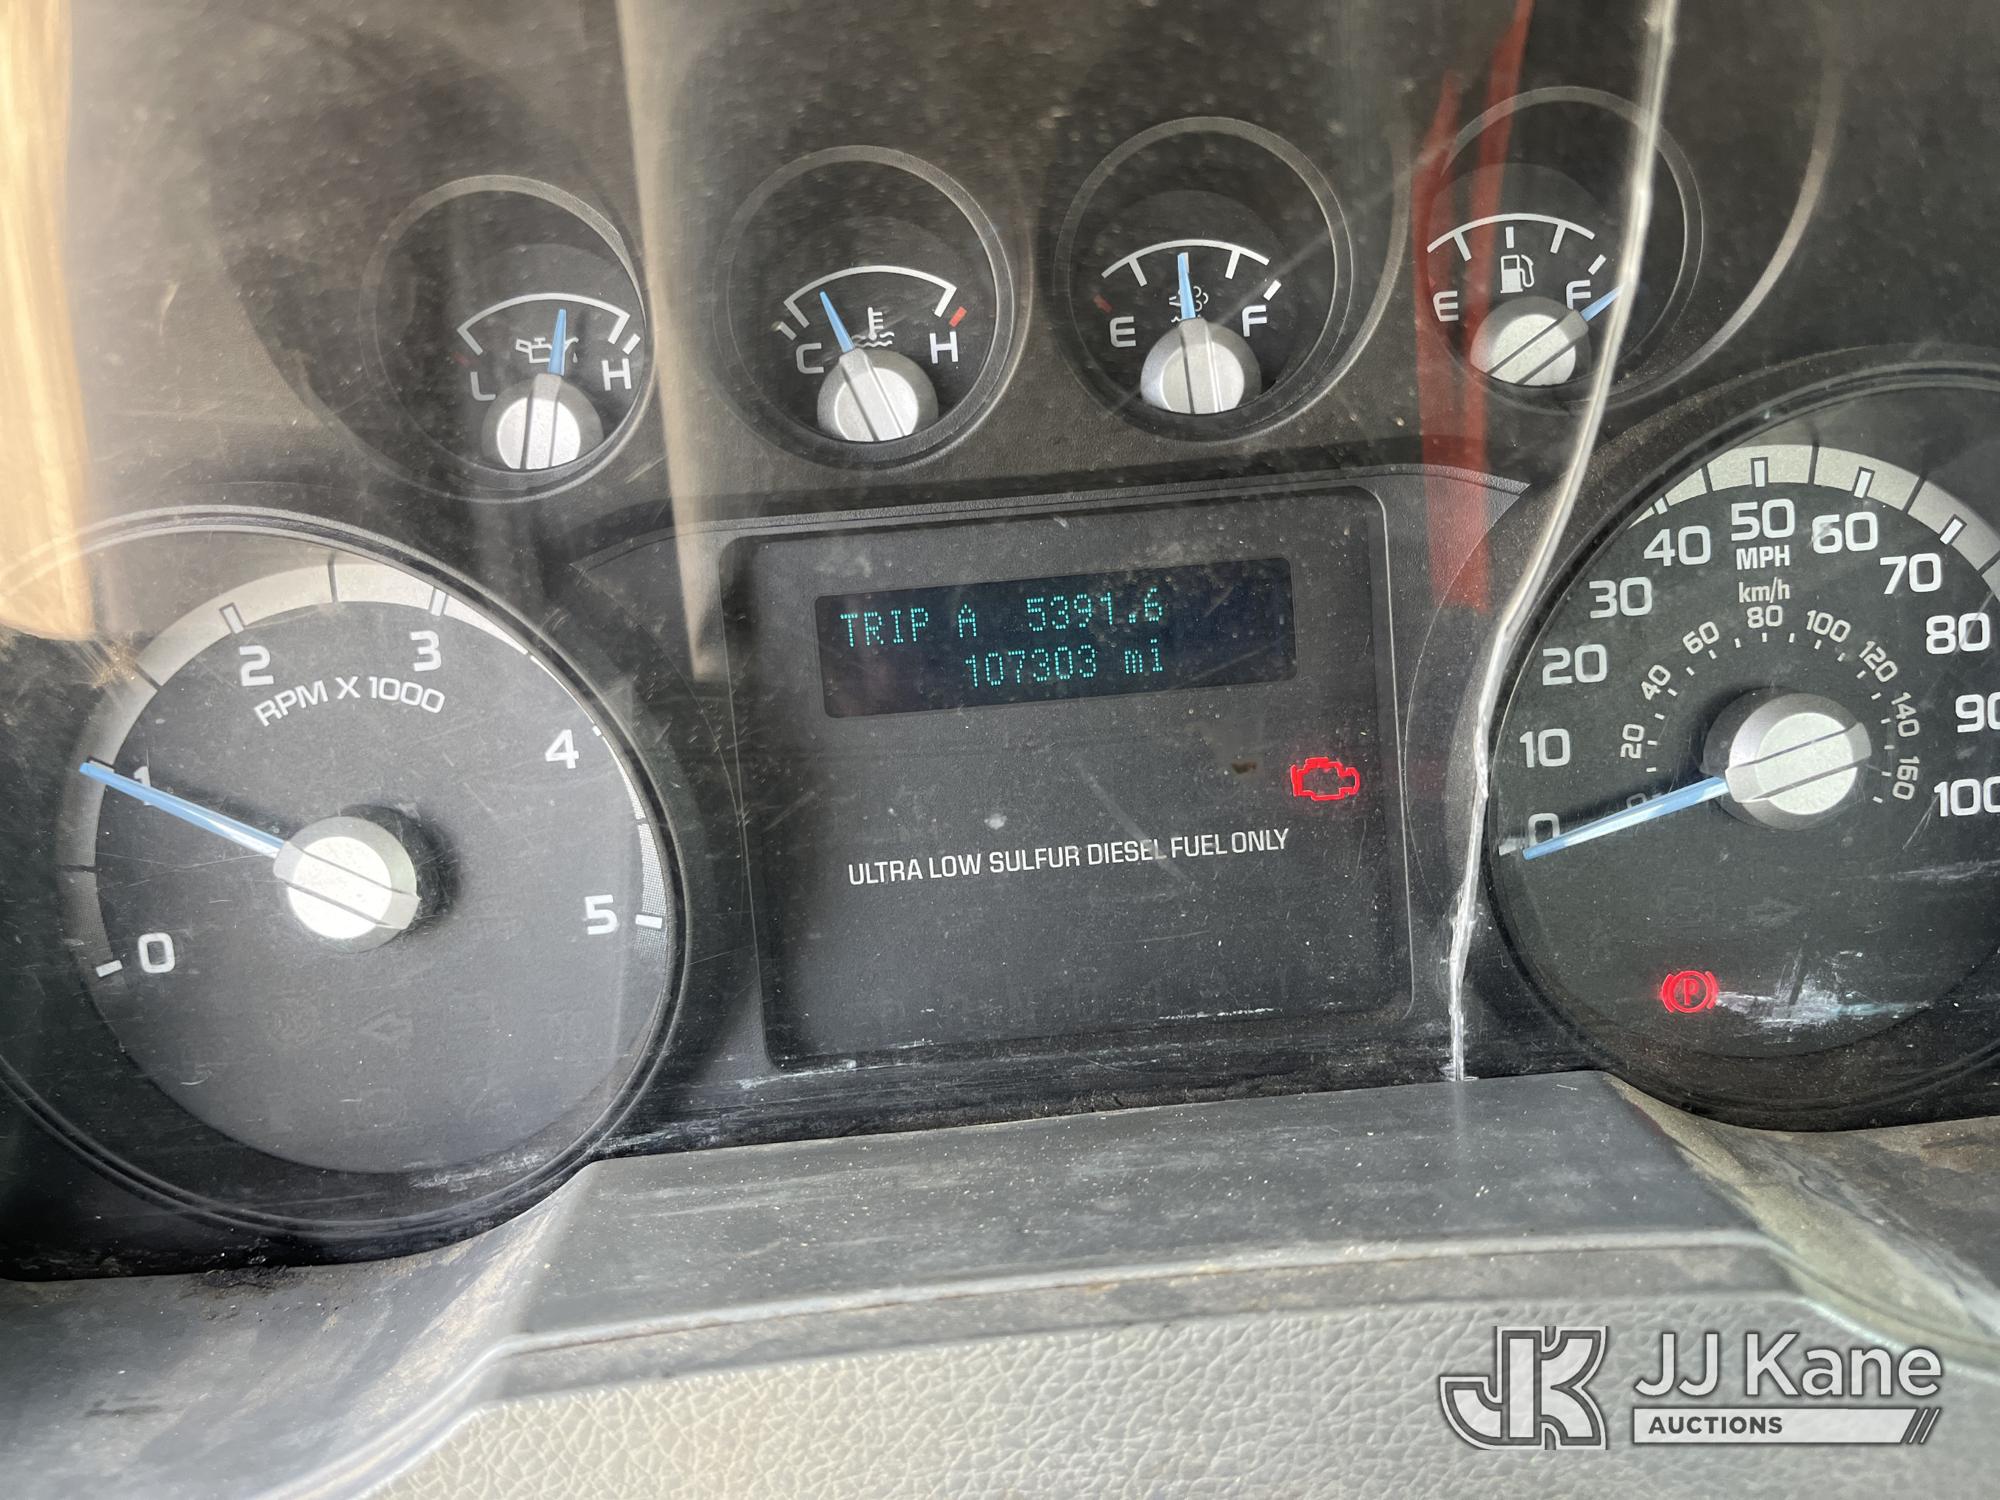 L H
C H
E F
E F
0 1 2 3 4 5
RPM X 1000
TRIP A 5391.6
107303 mi
ULTRA LOW SULFUR DIESEL FUEL ONLY
0 10 20 30 40 50 60 70 80 90 100
MPH
km/h
0 20 40 60 80 100 120 140 160
P
JK JJ Kane
AUCTIONS